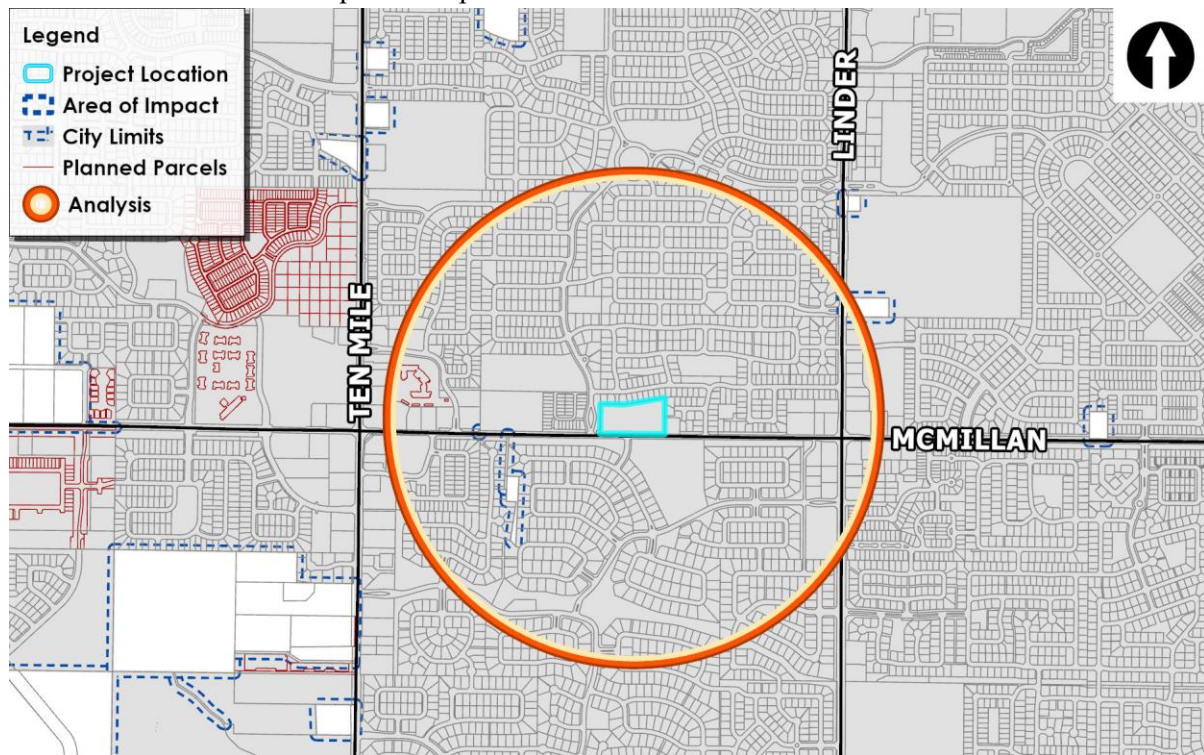 Legend
Project Location
Area of Impact
City Limits
Planned Parcels
Analysis
LINDER
TEN MILE
MCMILLAN